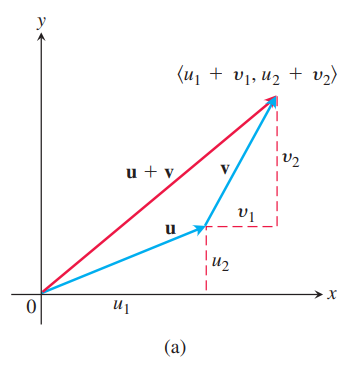 y
⟨u₁ + v₁, u₂ + v₂⟩
u + v
v
v₂
u
v₁
u₂
0
u₁
x
(a)